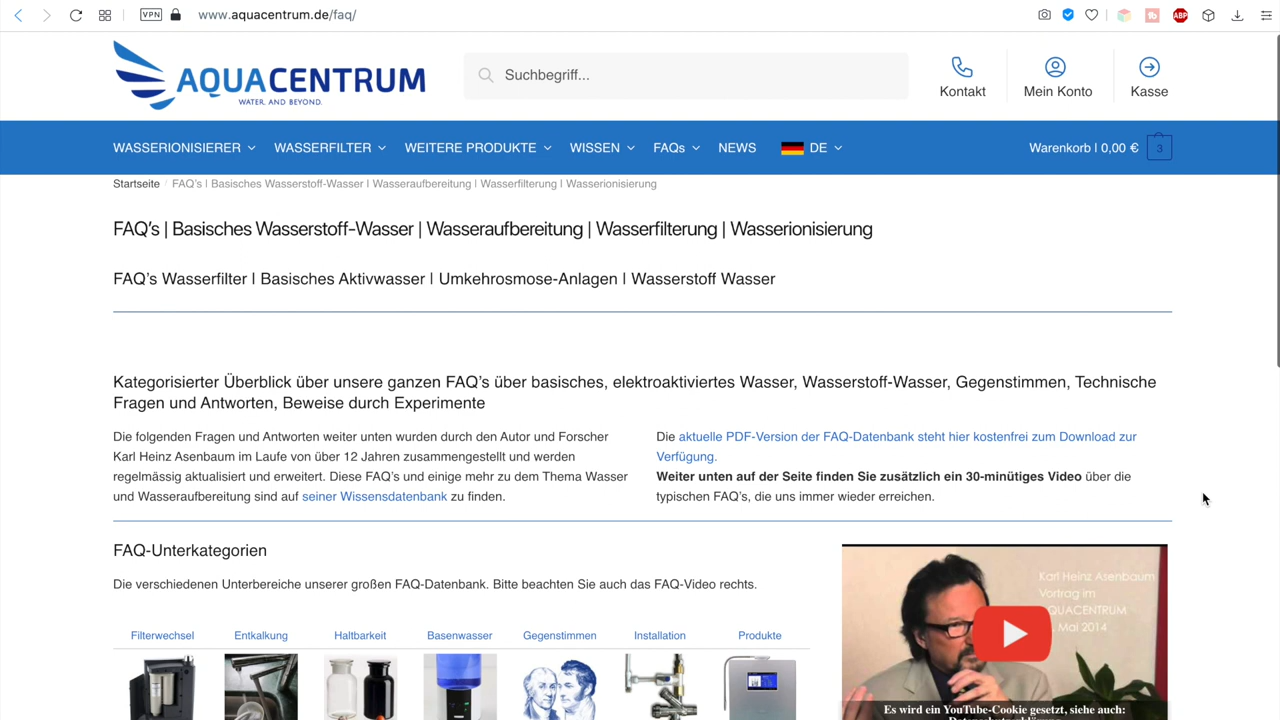 VPN
www.aquacentrum.de/faq/
ABP
AQUACENTRUM
WATER. AND BEYOND.
Suchbegriff...
Kontakt
Mein Konto
Kasse
WASSERIONISIERER WASSERFILTER WEITERE PRODUKTE WISSEN FAQs NEWS DE
Warenkorb | 0,00 € 3
Startseite / FAQ's | Basisches Wasserstoff-Wasser | Wasseraufbereitung | Wasserfilterung | Wasserionisierung
FAQ's | Basisches Wasserstoff-Wasser | Wasseraufbereitung | Wasserfilterung | Wasserionisierung
FAQ's Wasserfilter | Basisches Aktivwasser | Umkehrosmose-Anlagen | Wasserstoff Wasser
Kategorisierter Überblick über unsere ganzen FAQ's über basisches, elektroaktiviertes Wasser, Wasserstoff-Wasser, Gegenstimmen, Technische
Fragen und Antworten, Beweise durch Experimente
Die folgenden Fragen und Antworten weiter unten wurden durch den Autor und Forscher
Karl Heinz Asenbaum im Laufe von über 12 Jahren zusammengestellt und werden
regelmässig aktualisiert und erweitert. Diese FAQ's und einige mehr zu dem Thema Wasser
und Wasseraufbereitung sind auf seiner Wissensdatenbank zu finden.
Die aktuelle PDF-Version der FAQ-Datenbank steht hier kostenfrei zum Download zur
Verfügung.
Weiter unten auf der Seite finden Sie zusätzlich ein 30-minütiges Video über die
typischen FAQ's, die uns immer wieder erreichen.
FAQ-Unterkategorien
Die verschiedenen Unterbereiche unserer großen FAQ-Datenbank. Bitte beachten Sie auch das FAQ-Video rechts.
Filterwechsel
Entkalkung
Haltbarkeit
Basenwasser
Gegenstimmen
Installation
Produkte
Karl Heinz Asenbaum
Vortrag im
AQUACENTRUM
Mai 2014
Es wird ein YouTube-Cookie gesetzt, siehe auch: